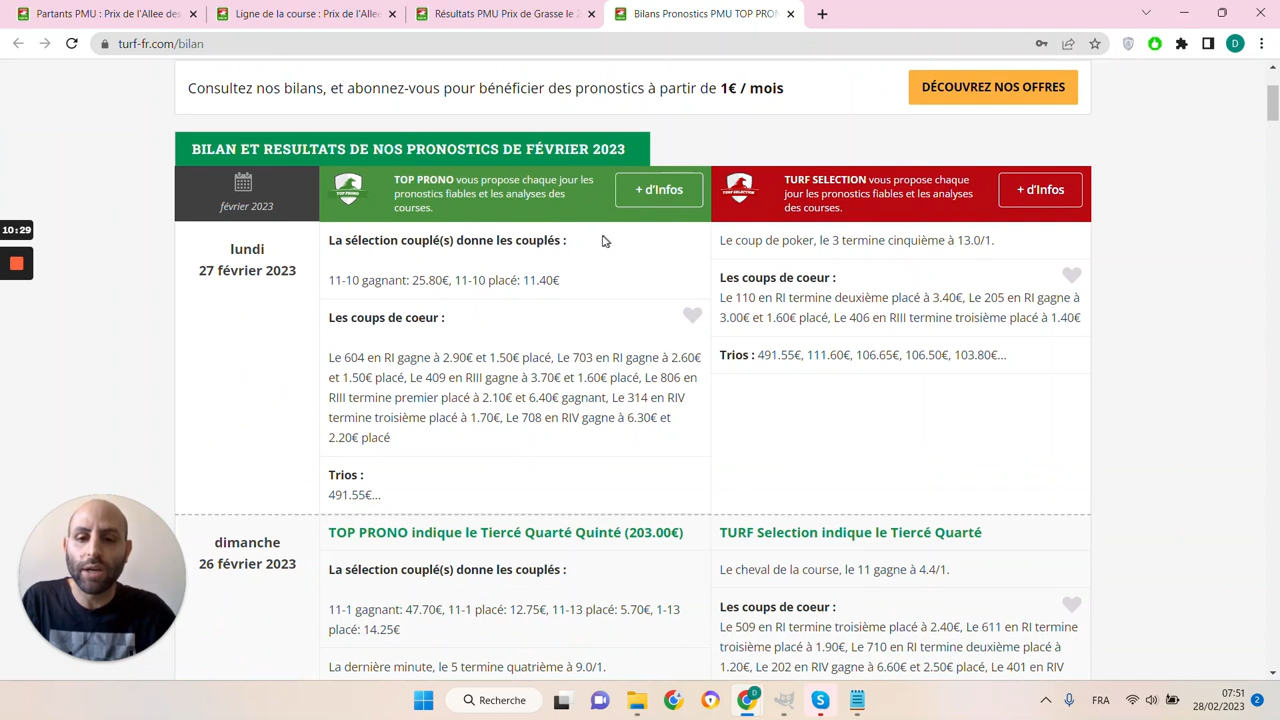 Partants PMU : Prix de l'Allee des
Ligne de la course : Prix de l'Allée
Résultats PMU Prix de Grasse le 2
Bilans Pronostics PMU TOP PRON
turf-fr.com/bilan
D
Consultez nos bilans, et abonnez-vous pour bénéficier des pronostics à partir de 1€ / mois
DÉCOUVREZ NOS OFFRES
BILAN ET RESULTATS DE NOS PRONOSTICS DE FÉVRIER 2023
février 2023
TOP PRONO
TOP PRONO vous propose chaque jour les
pronostics fiables et les analyses des
courses.
+ d'Infos
TURF SELECTION
TURF SELECTION vous propose chaque
jour les pronostics fiables et les analyses
des courses.
+ d'Infos
10:29
lundi
27 février 2023
La sélection couplé(s) donne les couplés :
11-10 gagnant: 25.80€, 11-10 placé: 11.40€
Les coups de coeur :
Le 604 en RI gagne à 2.90€ et 1.50€ placé, Le 703 en RI gagne à 2.60€
et 1.50€ placé, Le 409 en RIII gagne à 3.70€ et 1.60€ placé, Le 806 en
RIII termine premier placé à 2.10€ et 6.40€ gagnant, Le 314 en RIV
termine troisième placé à 1.70€, Le 708 en RIV gagne à 6.30€ et
2.20€ placé
Trios :
491.55€...
Le coup de poker, le 3 termine cinquième à 13.0/1.
Les coups de coeur :
Le 110 en RI termine deuxième placé à 3.40€, Le 205 en RI gagne à
3.00€ et 1.60€ placé, Le 406 en RIII termine troisième placé à 1.40€
Trios : 491.55€, 111.60€, 106.65€, 106.50€, 103.80€...
dimanche
26 février 2023
TOP PRONO indique le Tiercé Quarté Quinté (203.00€)
La sélection couplé(s) donne les couplés :
11-1 gagnant: 47.70€, 11-1 placé: 12.75€, 11-13 placé: 5.70€, 1-13
placé: 14.25€
La dernière minute, le 5 termine quatrième à 9.0/1.
TURF Selection indique le Tiercé Quarté
Le cheval de la course, le 11 gagne à 4.4/1.
Les coups de coeur :
Le 509 en RI termine troisième placé à 2.40€, Le 611 en RI termine
troisième placé à 1.90€, Le 710 en RI termine deuxième placé à
1.20€, Le 202 en RIV gagne à 6.60€ et 2.50€ placé, Le 401 en RIV
Recherche
D
FRA
07:51
28/02/2023
2